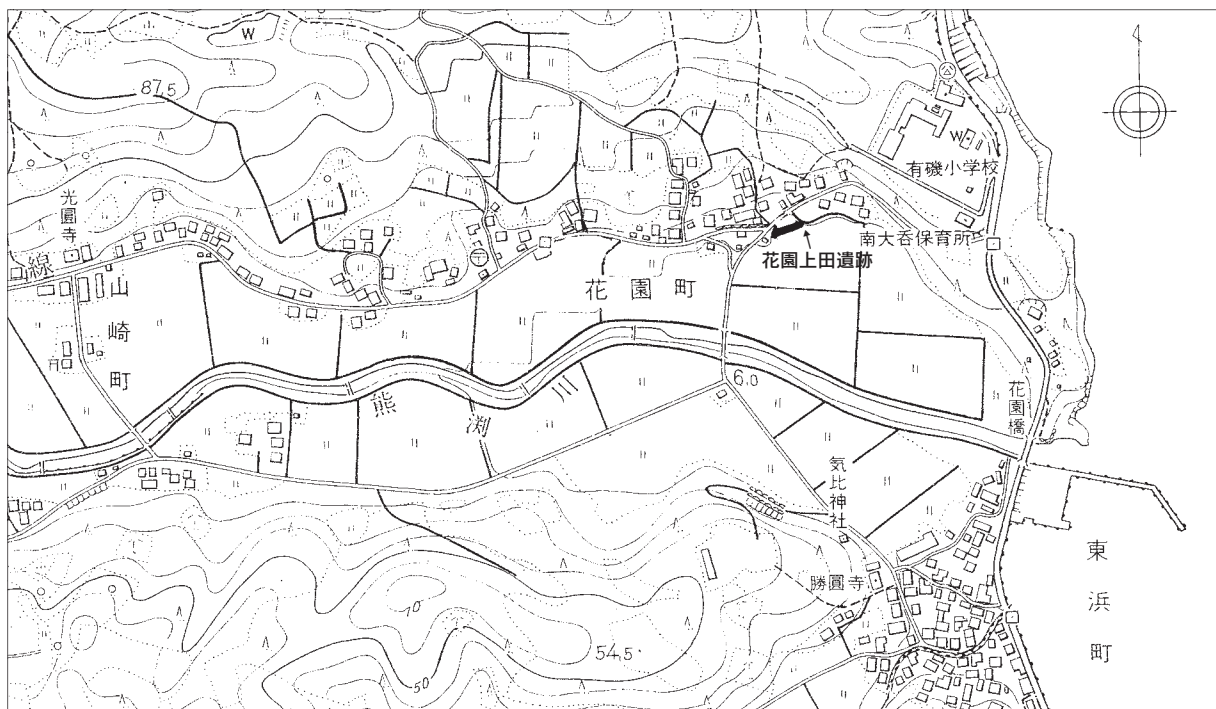 W
87.5
有磯小学校
W
光圓寺
南大呑保育所
花園上田遺跡
線
花園町
山崎町
6.0
熊渕川
花園橋
気比神社
東浜町
勝圓寺
70
54.5
50